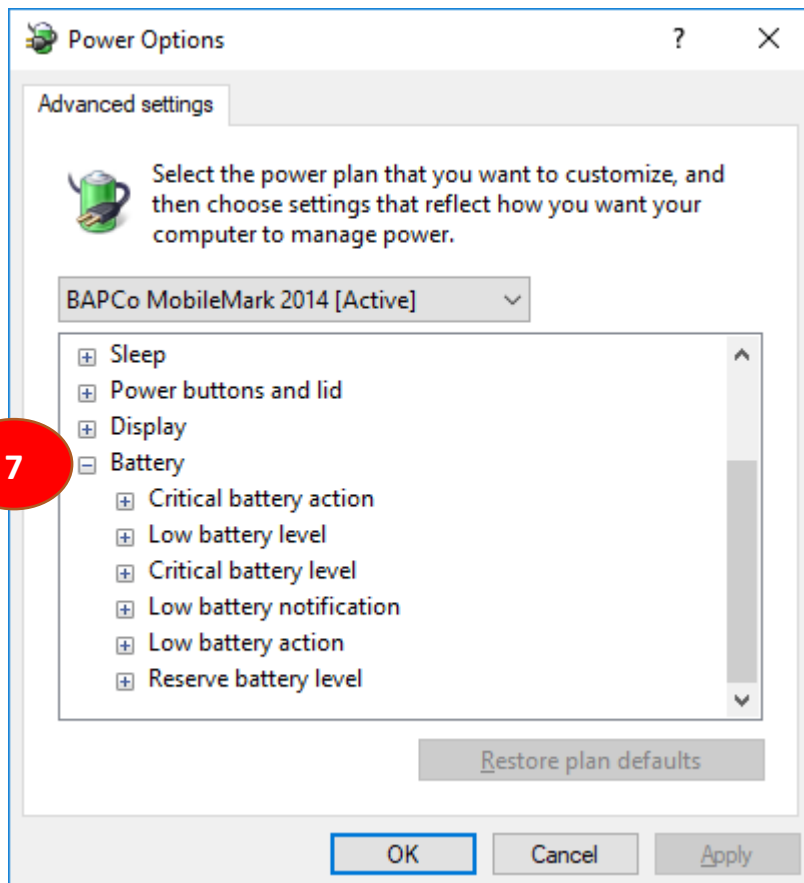 Power Options
?
Advanced settings
Select the power plan that you want to customize, and
then choose settings that reflect how you want your
computer to manage power.
BAPCo MobileMark 2014 [Active]
Sleep
Power buttons and lid
Display
7
Battery
Critical battery action
Low battery level
Critical battery level
Low battery notification
Low battery action
Reserve battery level
Restore plan defaults
OK
Cancel
Apply